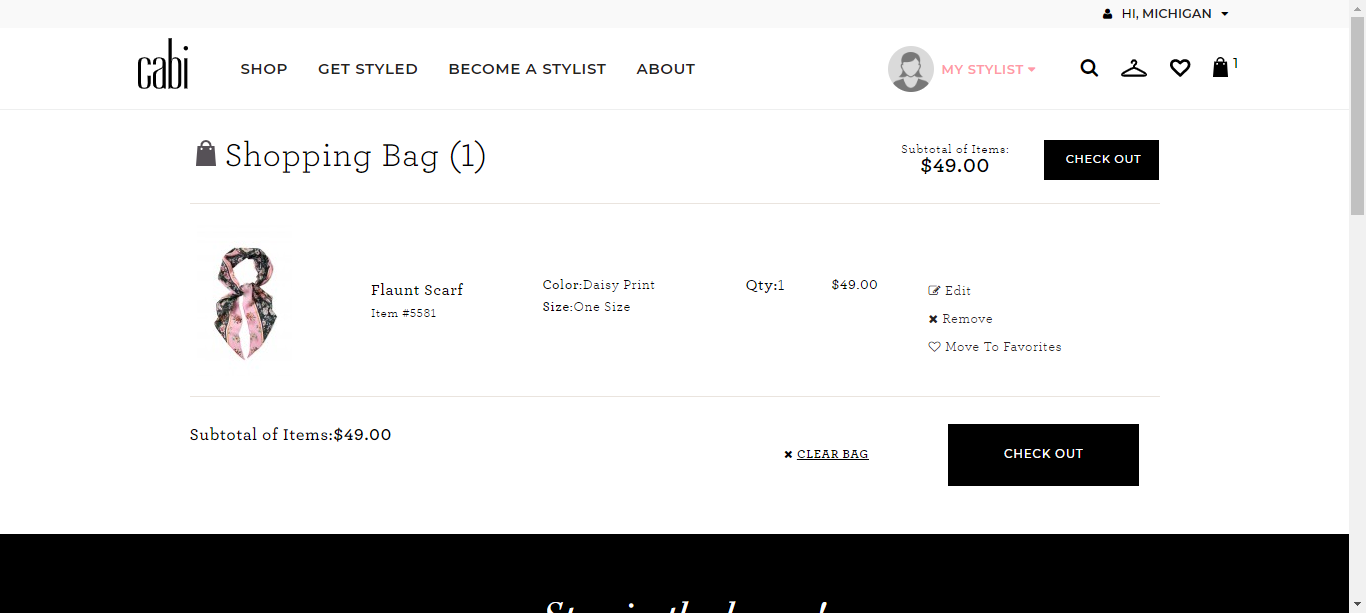 HI, MICHIGAN
cabi
SHOP GET STYLED BECOME A STYLIST ABOUT
MY STYLIST
1
Shopping Bag (1)
Subtotal of Items:
$49.00
CHECK OUT
Flaunt Scarf
Item #5581
Color:Daisy Print
Size:One Size
Qty:1
$49.00
Edit
Remove
Move To Favorites
Subtotal of Items:$49.00
CLEAR BAG
CHECK OUT